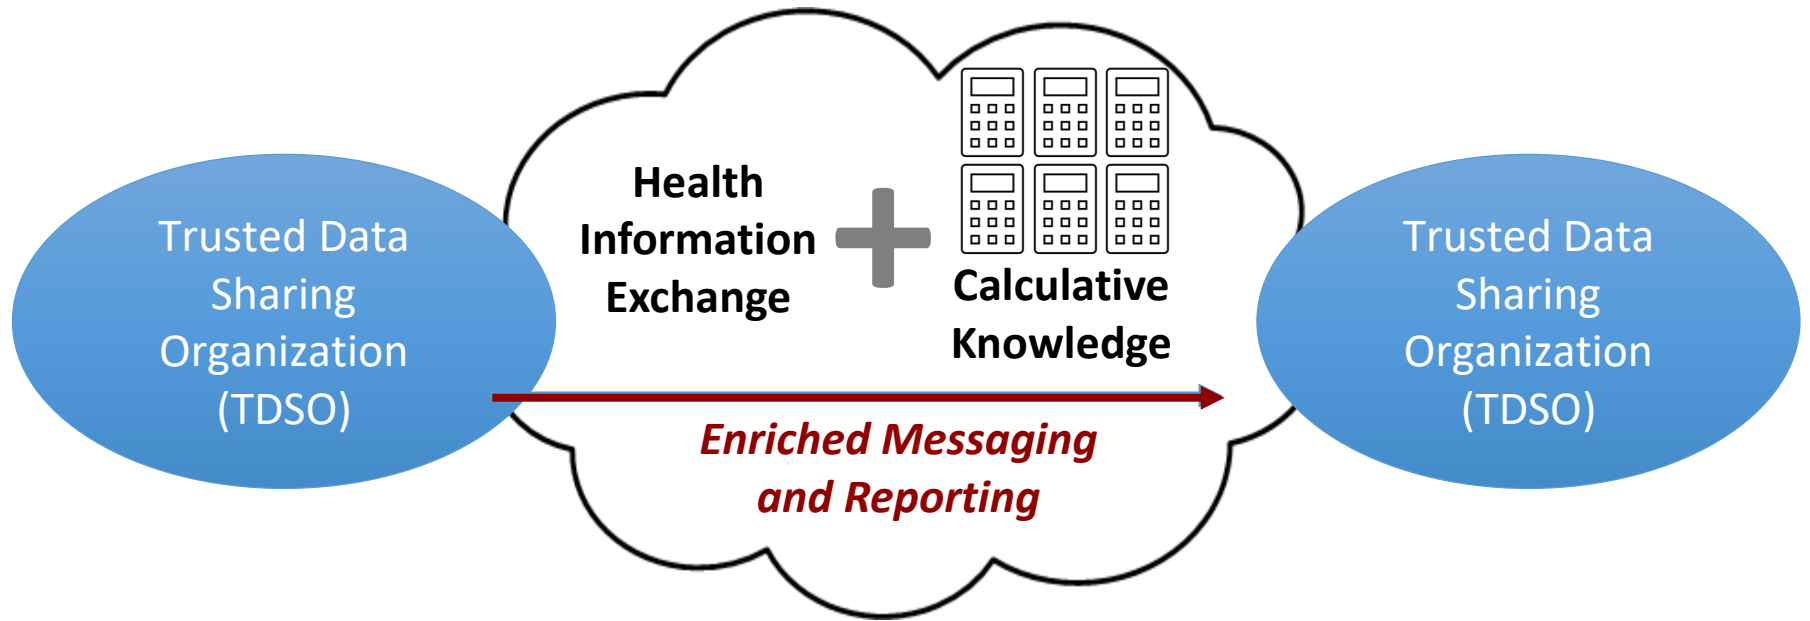 Trusted Data
Sharing
Organization
(TDSO)
Health
Information
Exchange
Calculative
Knowledge
Enriched Messaging
and Reporting
Trusted Data
Sharing
Organization
(TDSO)